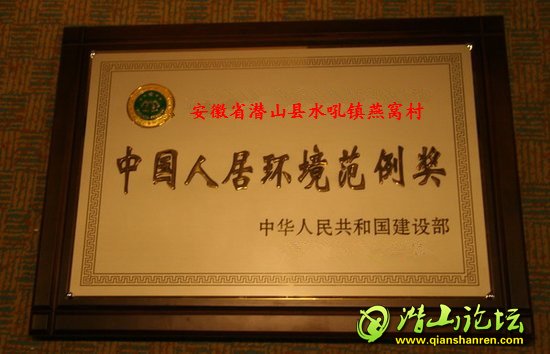 安徽省潜山县水吼镇燕窝村
中国人居环境范例奖
中华人民共和国建设部
潜山论坛
www.qianshanren.com